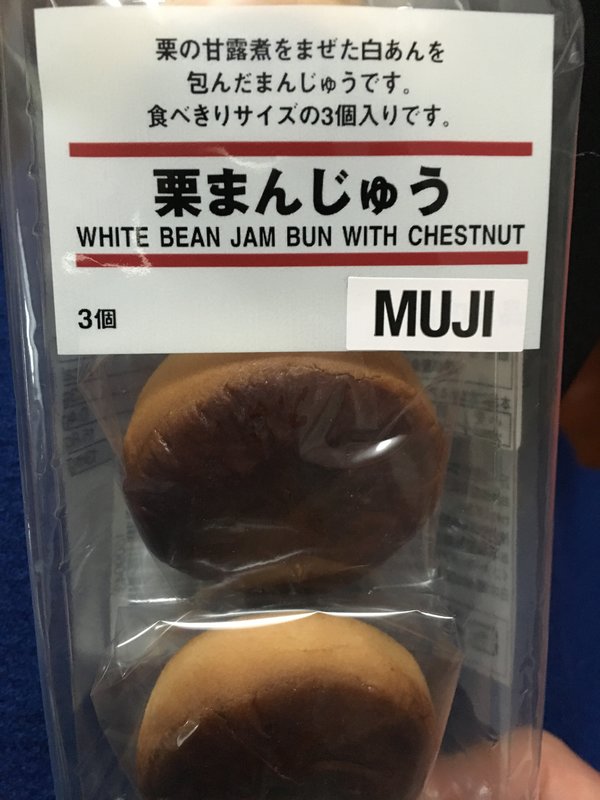 栗の甘露煮をまぜた白あんを
包んだまんじゅうです。
食べきりサイズの3個入りです。
栗まんじゅう
WHITE BEAN JAM BUN WITH CHESTNUT
3個
MUJI